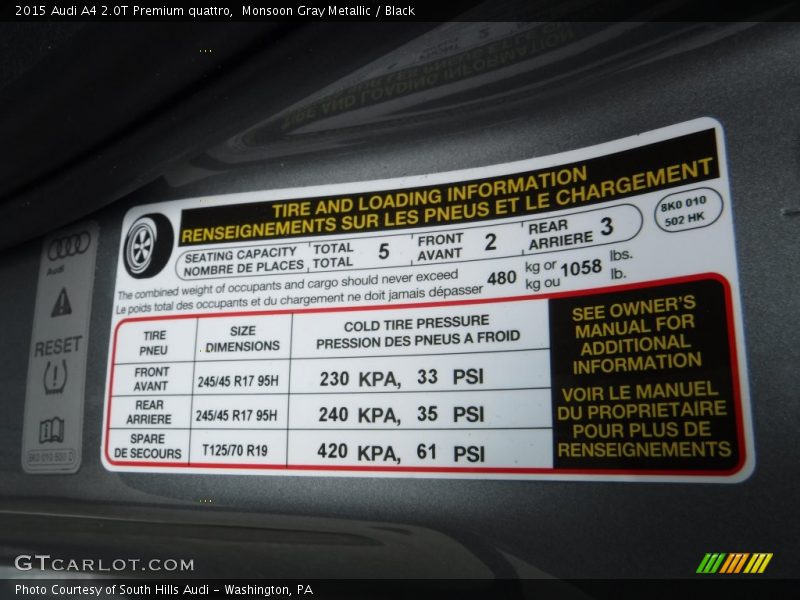 2015 Audi A4 2.0T Premium quattro,  Monsoon Gray Metallic / Black
TIRE AND LOADING INFORMATION
RENSEIGNEMENTS SUR LES PNEUS ET LE CHARGEMENT
SEATING CAPACITY TOTAL 5 FRONT 2 REAR 3
NOMBRE DE PLACES TOTAL AVANT ARRIERE
8K0 010
502 HK
The combined weight of occupants and cargo should never exceed 480 kg or 1058 lbs.
Le poids total des occupants et du chargement ne doit jamais dépasser kg ou lb.
TIRE SIZE COLD TIRE PRESSURE
PNEU DIMENSIONS PRESSION DES PNEUS A FROID
FRONT
AVANT 245/45 R17 95H 230 KPA, 33 PSI
REAR
ARRIERE 245/45 R17 95H 240 KPA, 35 PSI
SPARE
DE SECOURS T125/70 R19 420 KPA, 61 PSI
SEE OWNER'S
MANUAL FOR
ADDITIONAL
INFORMATION
VOIR LE MANUEL
DU PROPRIETAIRE
POUR PLUS DE
RENSEIGNEMENTS
Audi
RESET
GTCARLOT.COM
Photo Courtesy of South Hills Audi - Washington, PA